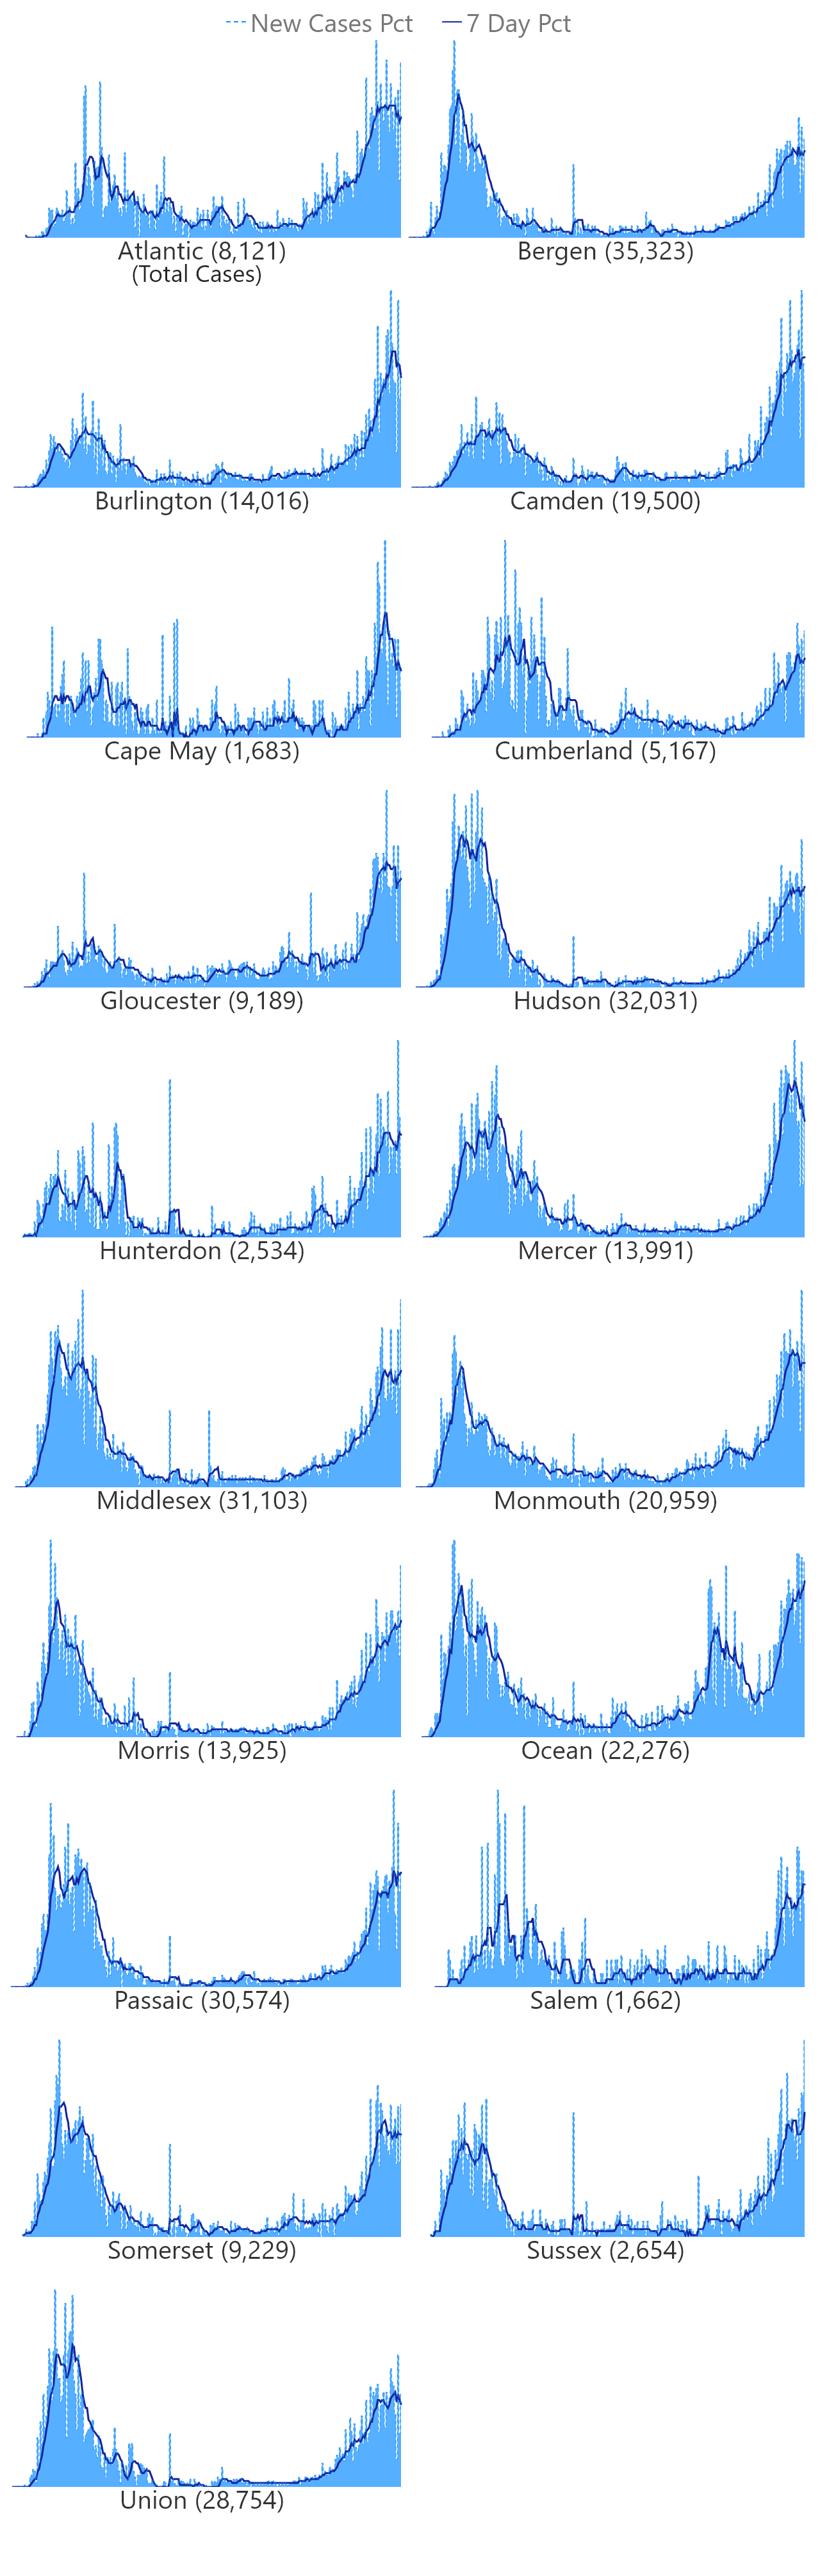 New Cases Pct 7 Day Pct
Atlantic (8,121) Bergen (35,323)
(Total Cases)
Burlington (14,016) Camden (19,500)
Cape May (1,683) Cumberland (5,167)
Gloucester (9,189) Hudson (32,031)
Hunterdon (2,534) Mercer (13,991)
Middlesex (31,103) Monmouth (20,959)
Morris (13,925) Ocean (22,276)
Passaic (30,574) Salem (1,662)
Somerset (9,229) Sussex (2,654)
Union (28,754)